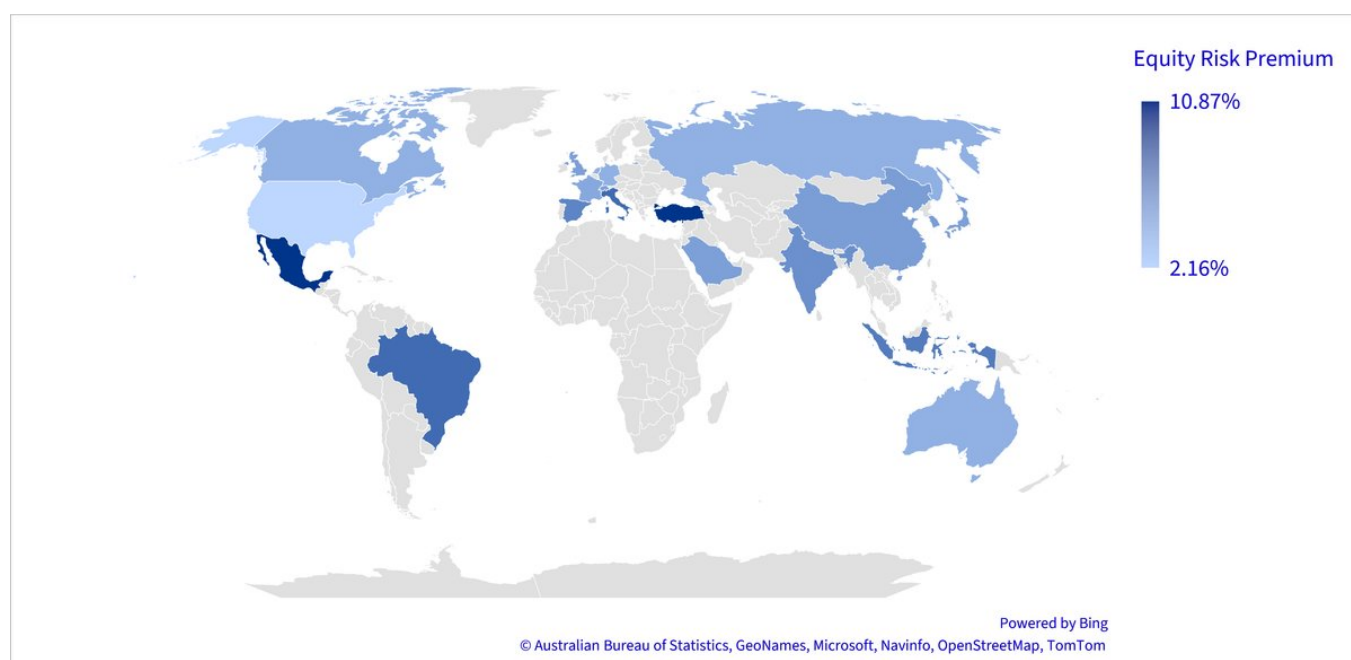 Equity Risk Premium
10.87%
2.16%
Powered by Bing
© Australian Bureau of Statistics, GeoNames, Microsoft, Navinfo, OpenStreetMap, TomTom